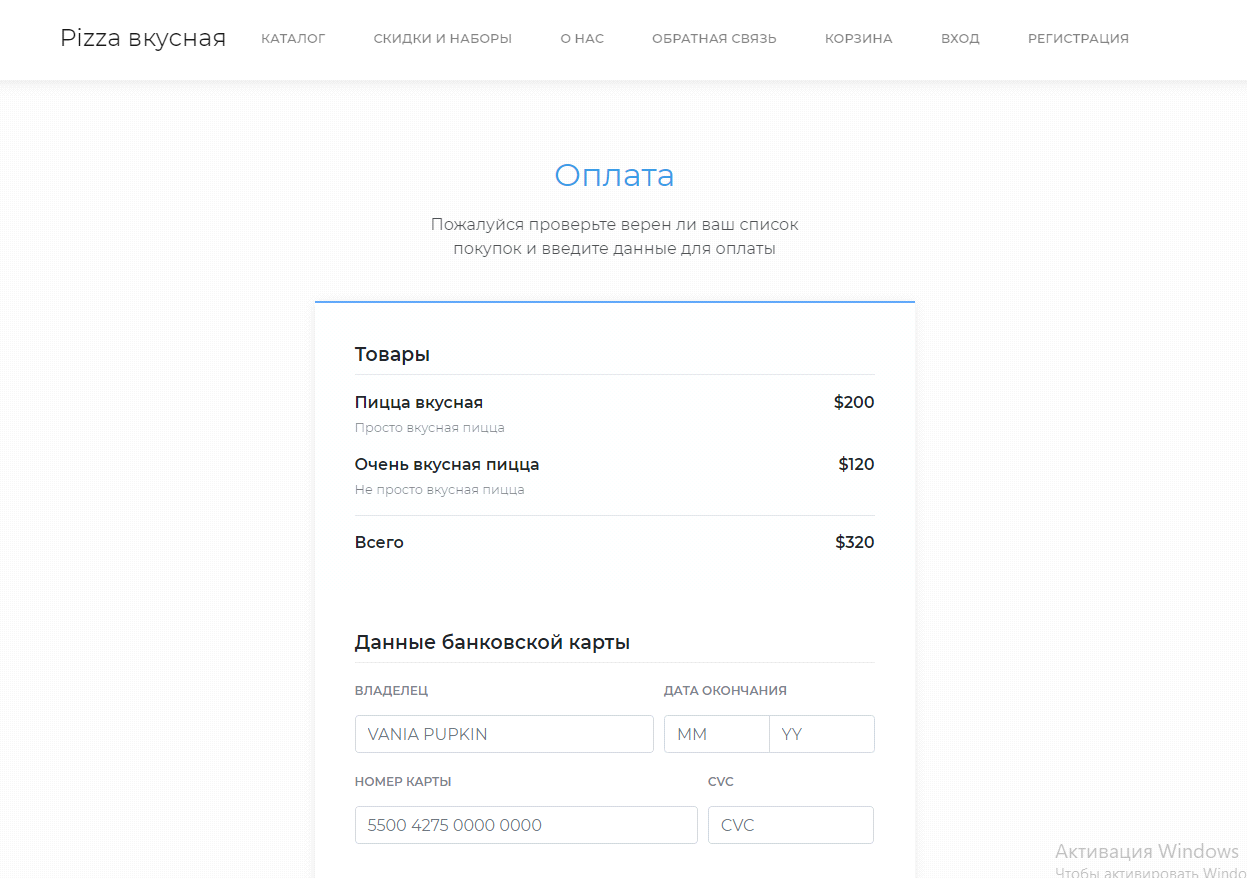 Pizza вкусная КАТАЛОГ СКИДКИ И НАБОРЫ О НАС ОБРАТНАЯ СВЯЗЬ КОРЗИНА ВХОД РЕГИСТРАЦИЯ
Оплата
Пожалуйся проверьте верен ли ваш список
покупок и введите данные для оплаты
Товары
Пицца вкусная $200
Просто вкусная пицца
Очень вкусная пицца $120
Не просто вкусная пицца
Всего $320
Данные банковской карты
ВЛАДЕЛЕЦ ДАТА ОКОНЧАНИЯ
VANIA PUPKIN MM YY
НОМЕР КАРТЫ CVC
5500 4275 0000 0000 CVC
Активация Windows
Чтобы активировать Windo